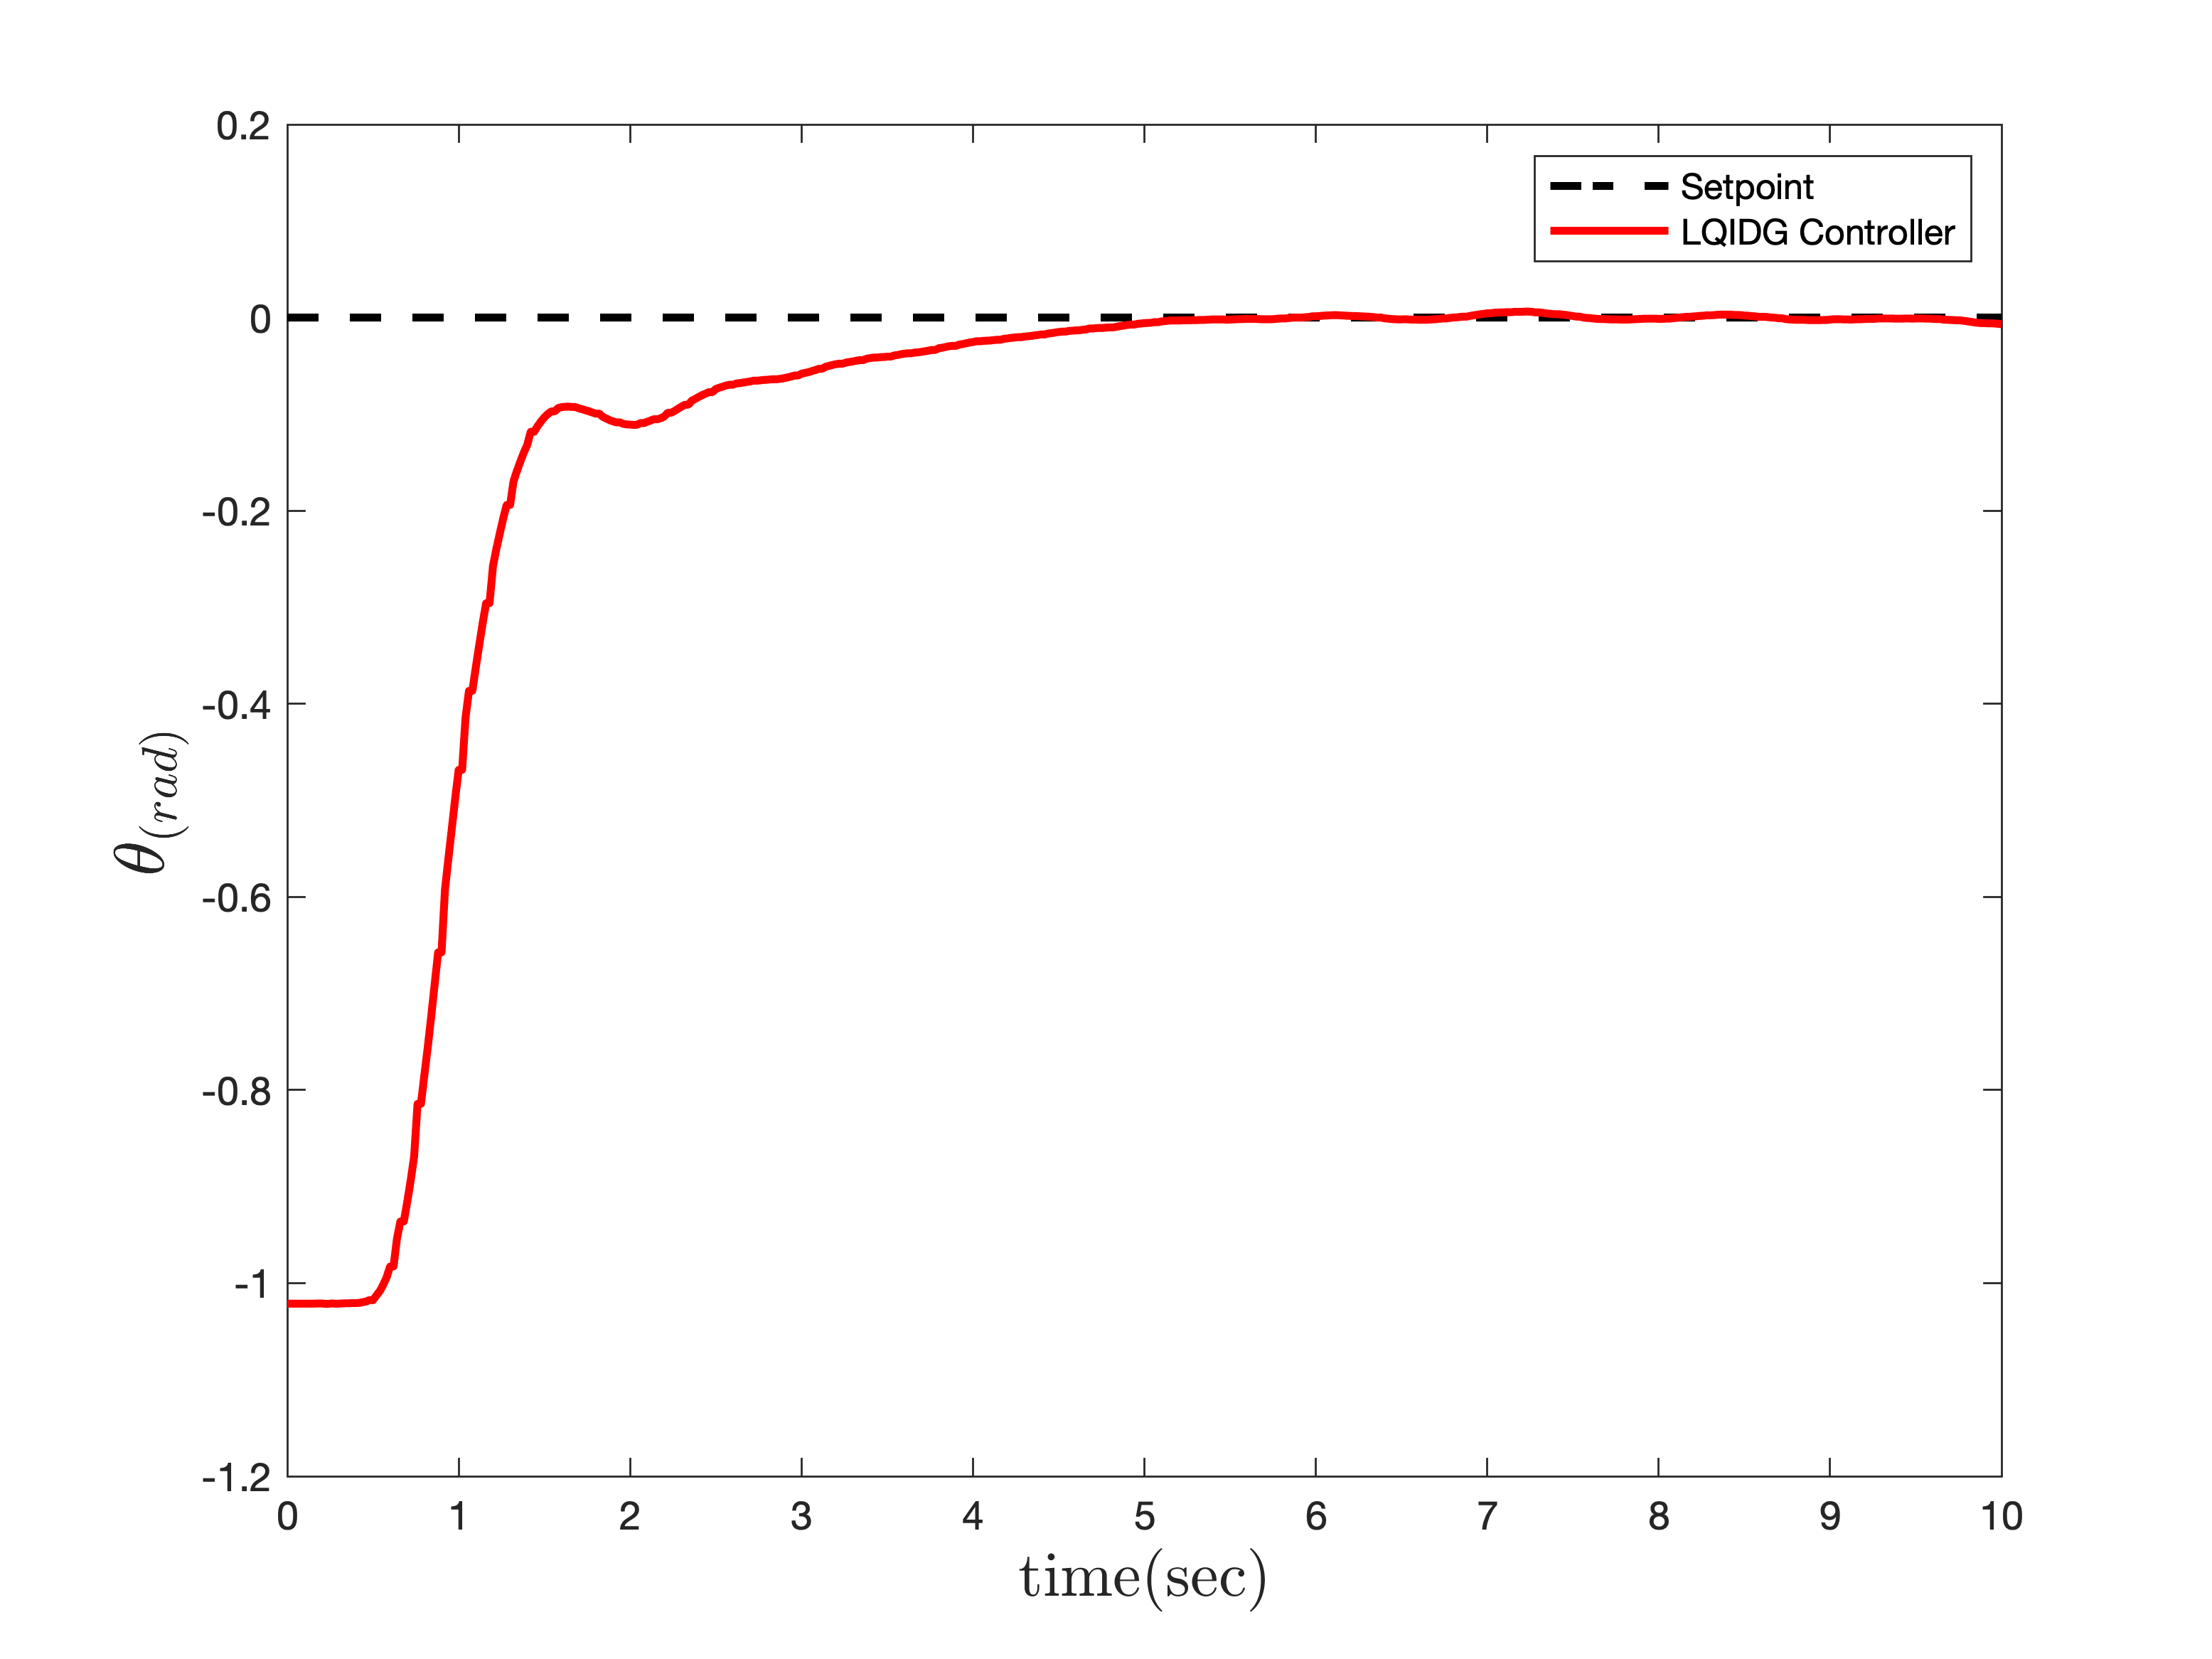 0.2
0
-0.2
-0.4
-0.6
-0.8
-1
-1.2
θ(rad)
Setpoint
LQIDG Controller
0 1 2 3 4 5 6 7 8 9 10
time(sec)